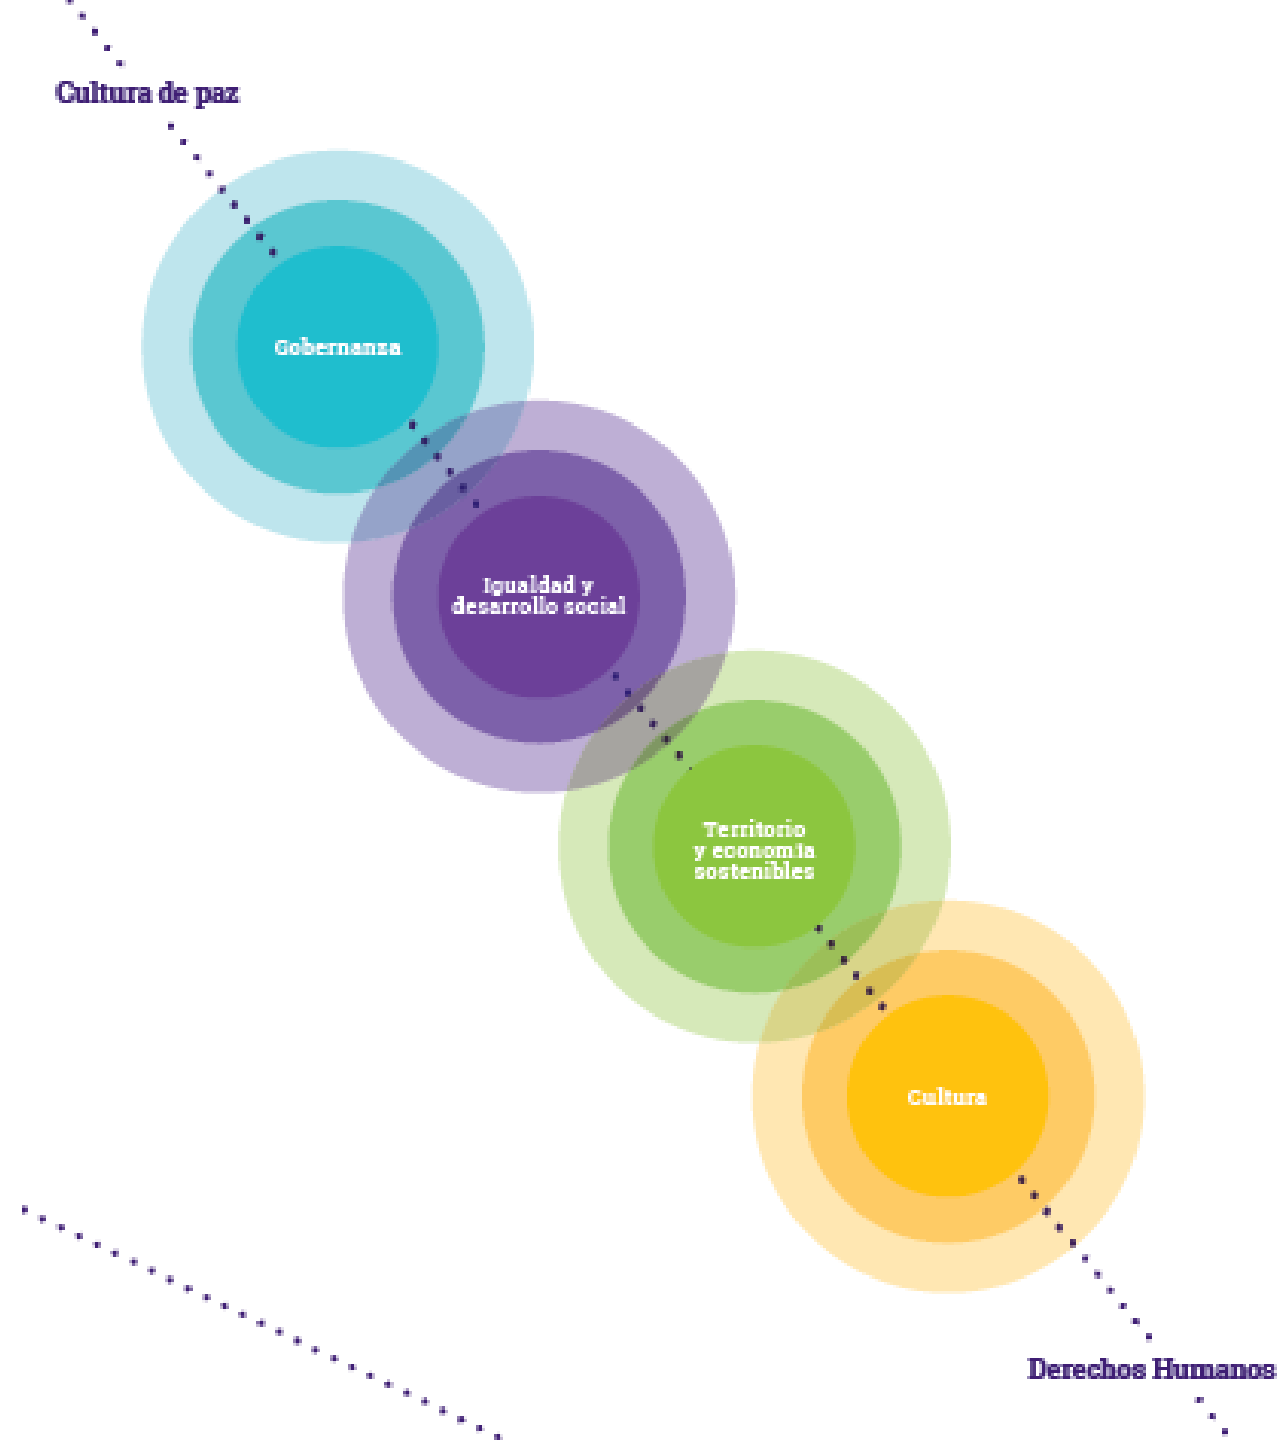 Cultura de paz
Gobernanza
Igualdad y
desarrollo social
Territorio
y economía
sostenibles
Cultura
Derechos Humanos